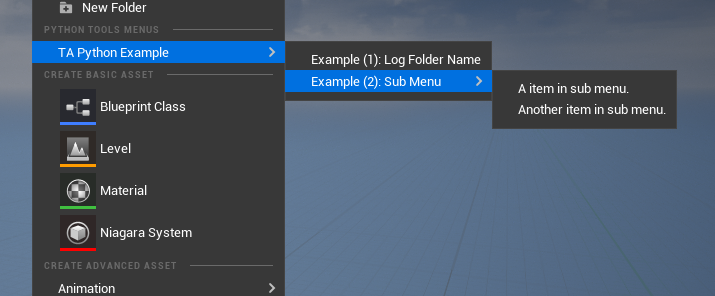 New Folder
PYTHON TOOLS MENUS
TA Python Example
Example (1): Log Folder Name
Example (2): Sub Menu
A item in sub menu.
Another item in sub menu.
CREATE BASIC ASSET
Blueprint Class
Level
Material
Niagara System
CREATE ADVANCED ASSET
Animation